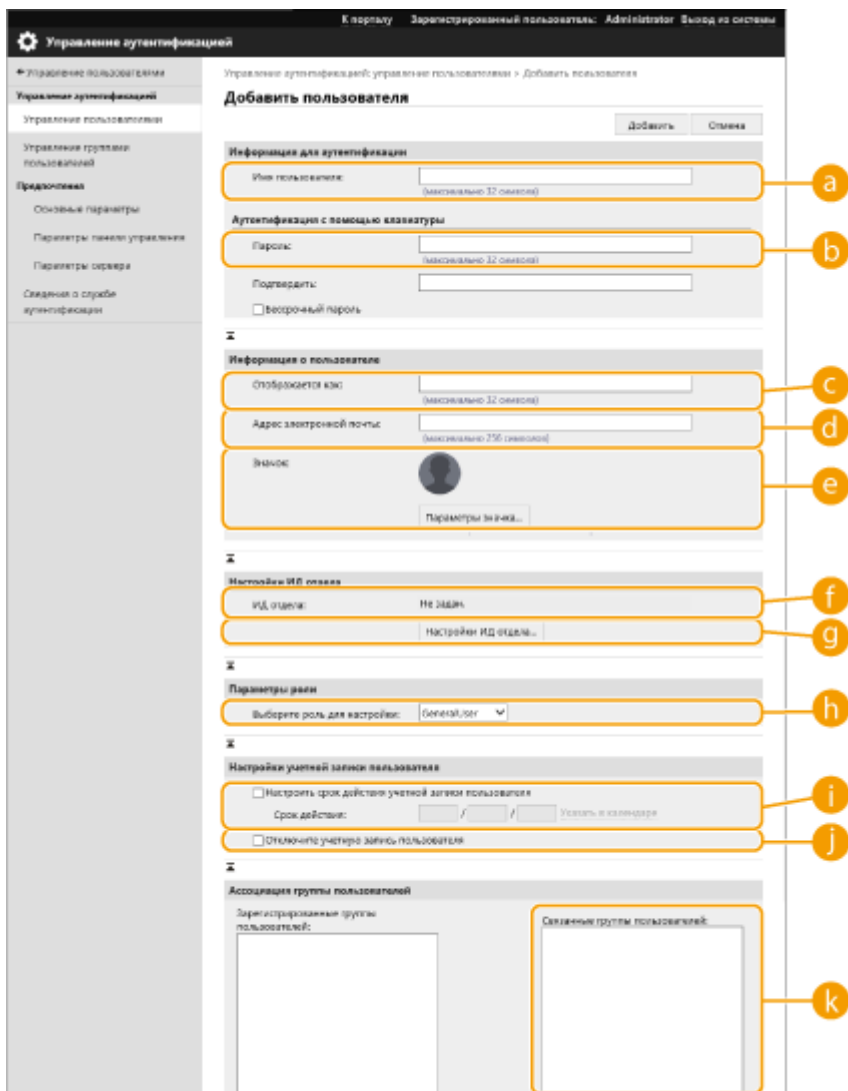 К порталу Зарегистрированный пользователь: Administrator Выход из системы
Управление аутентификацией
Управление пользователями
Управление аутентификацией
Управление пользователями
Управление группами
пользователей
Предпочтения
Основные параметры
Параметры панели управления
Параметры сервера
Сведения о службе
аутентификации
Управление аутентификацией: управление пользователями > Добавить пользователя
Добавить пользователя
Добавить Отмена
Информация для аутентификации
Имя пользователя:
(максимально 32 символа)
a
Аутентификация с помощью клавиатуры
Пароль:
(максимально 32 символа)
b
Подтвердить:
Бессрочный пароль
Информация о пользователе
Отображается как:
(максимально 32 символа)
c
Адрес электронной почты:
(максимально 256 символов)
d
Значок:
Параметры значка...
e
Настройки ИД отдела
ИД отдела: Не задан.
f
Настройки ИД отдела...
g
Параметры роли
Выберите роль для настройки: GeneralUser
h
Настройки учетной записи пользователя
Настроить срок действия учетной записи пользователя
Срок действия: / / Указать в календаре
i
Отключите учетную запись пользователя
j
Ассоциация группы пользователей
Зарегистрированные группы
пользователей:
Связанные группы пользователей:
k